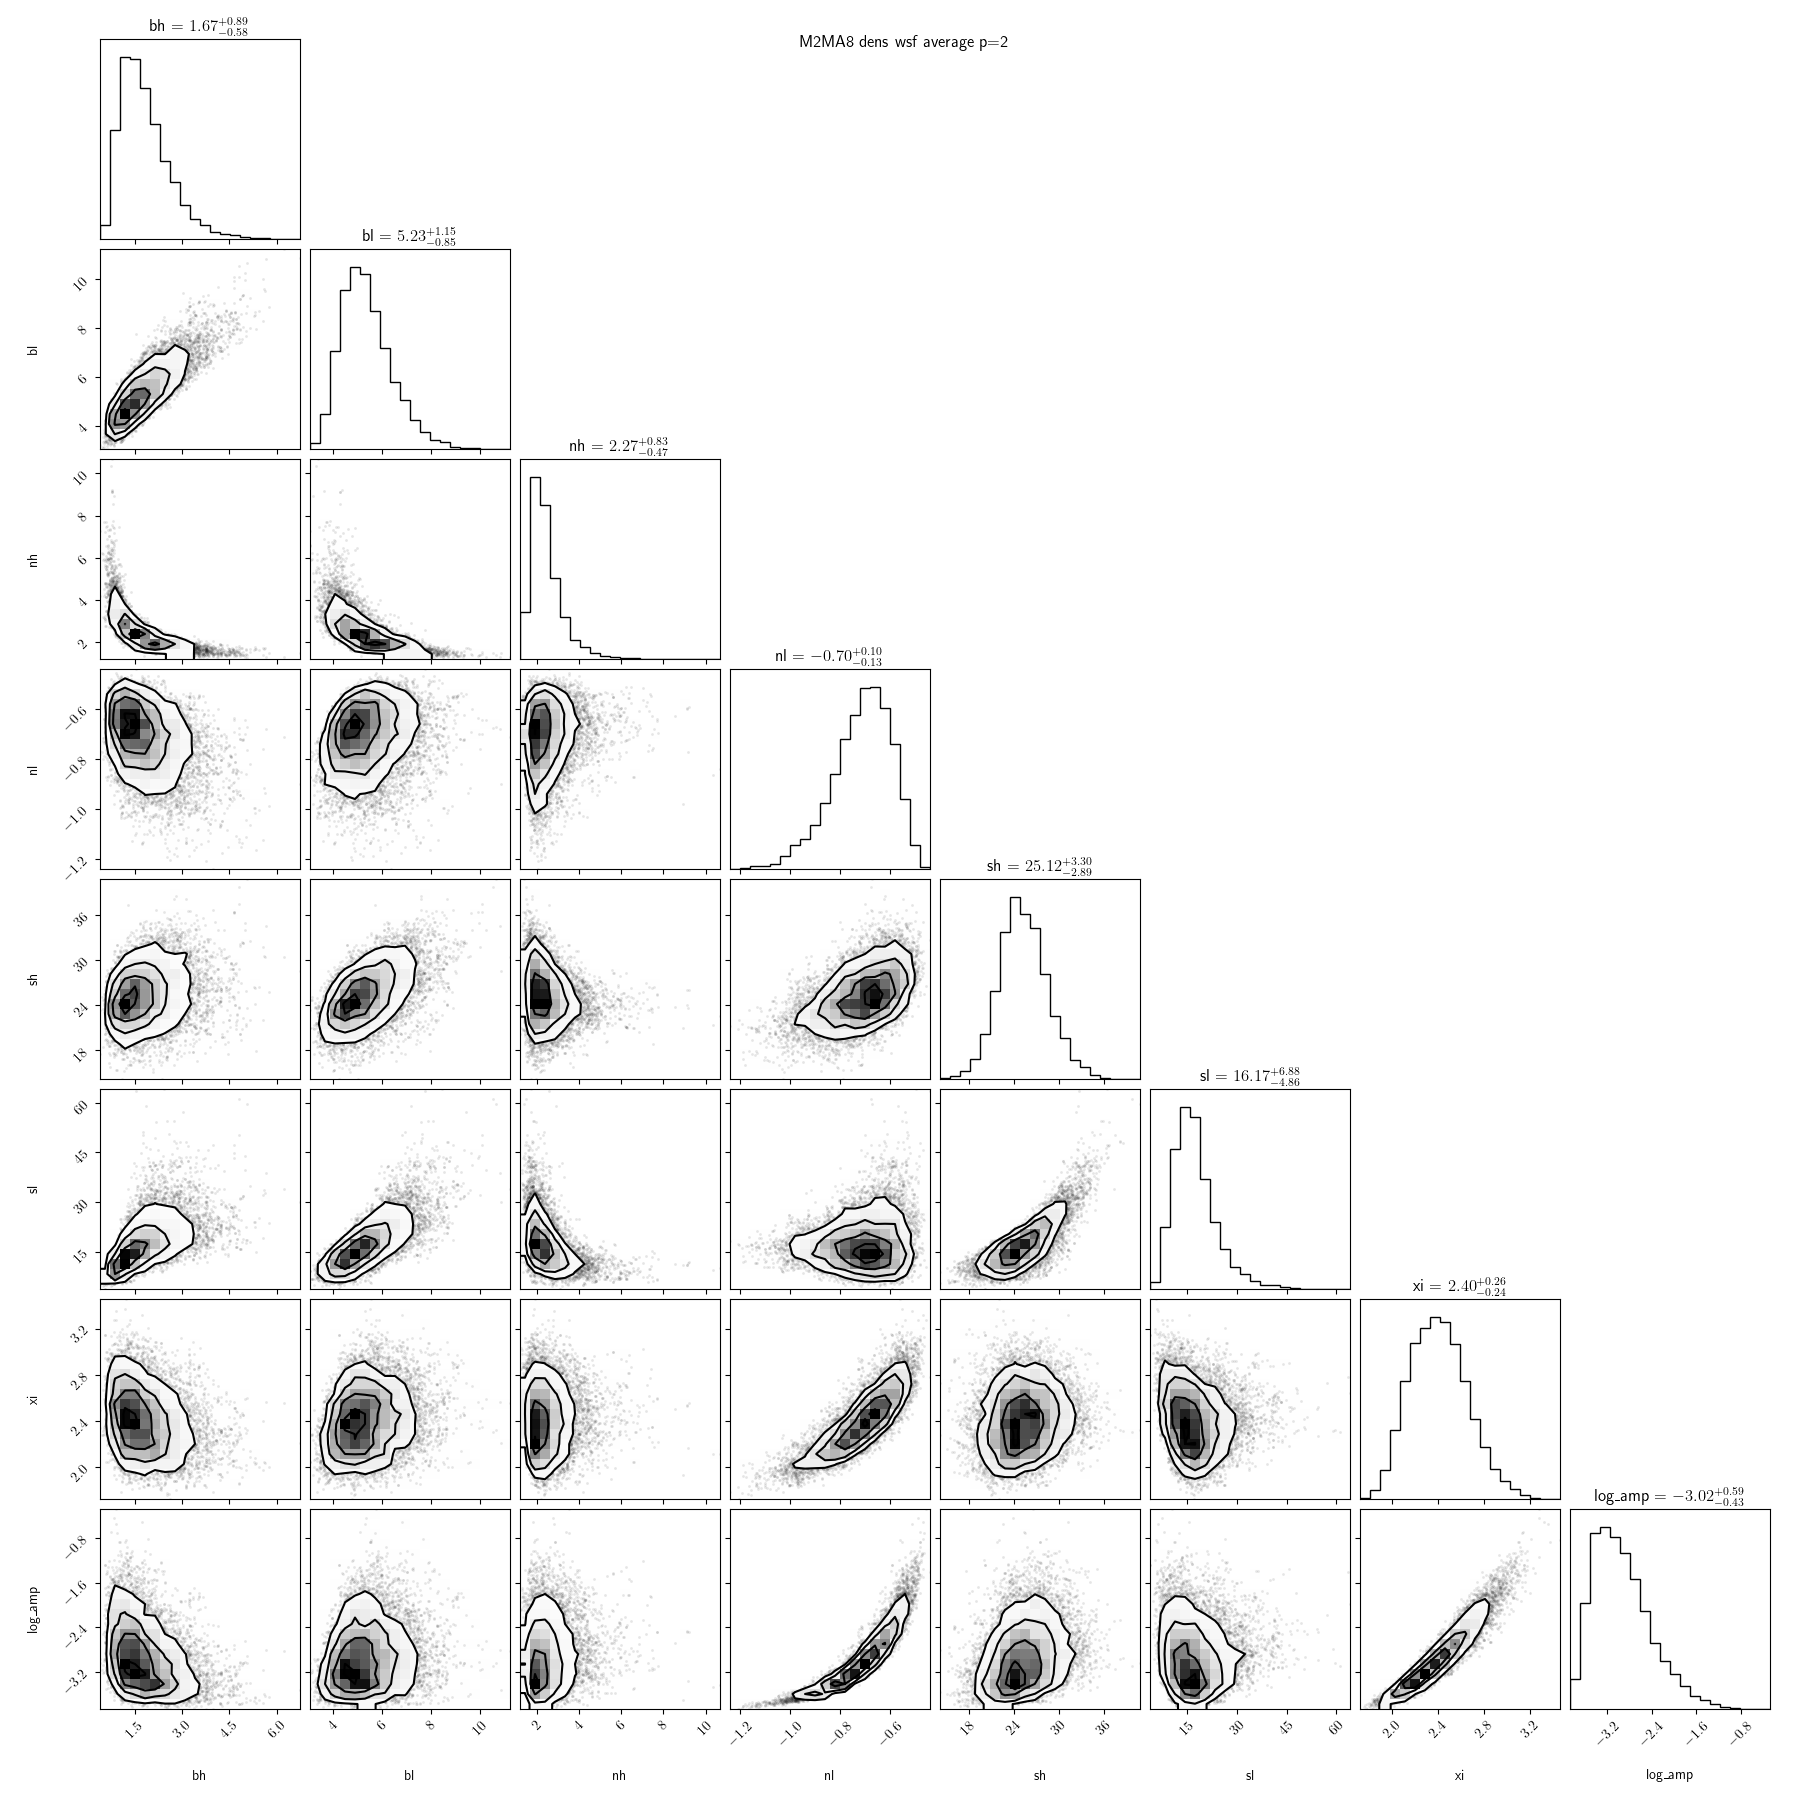 bh = 1.67^{+0.89}_{-0.58}
M2MA8 dens wsf average p=2
bl = 5.23^{+1.15}_{-0.85}
10
8
6
4
bl
nh = 2.27^{+0.83}_{-0.47}
10
8
6
4
2
nh
nl = −0.70^{+0.10}_{-0.13}
−0.6
−0.8
−1.0
−1.2
nl
sh = 25.12^{+3.30}_{-2.89}
36
30
24
18
sh
sl = 16.17^{+6.88}_{-4.86}
60
45
30
15
sl
xi = 2.40^{+0.26}_{-0.24}
3.2
2.8
2.4
2.0
xi
log_amp = −3.02^{+0.59}_{-0.43}
−0.8
−1.6
−2.4
−3.2
log_amp
1.5 3.0 4.5 6.0 4 6 8 10 2 4 6 8 10 −1.2 −1.0 −0.8 −0.6 18 24 30 36 15 30 45 60 2.0 2.4 2.8 3.2 −3.2 −2.4 −1.6 −0.8
bh bl nh nl sh sl xi log_amp